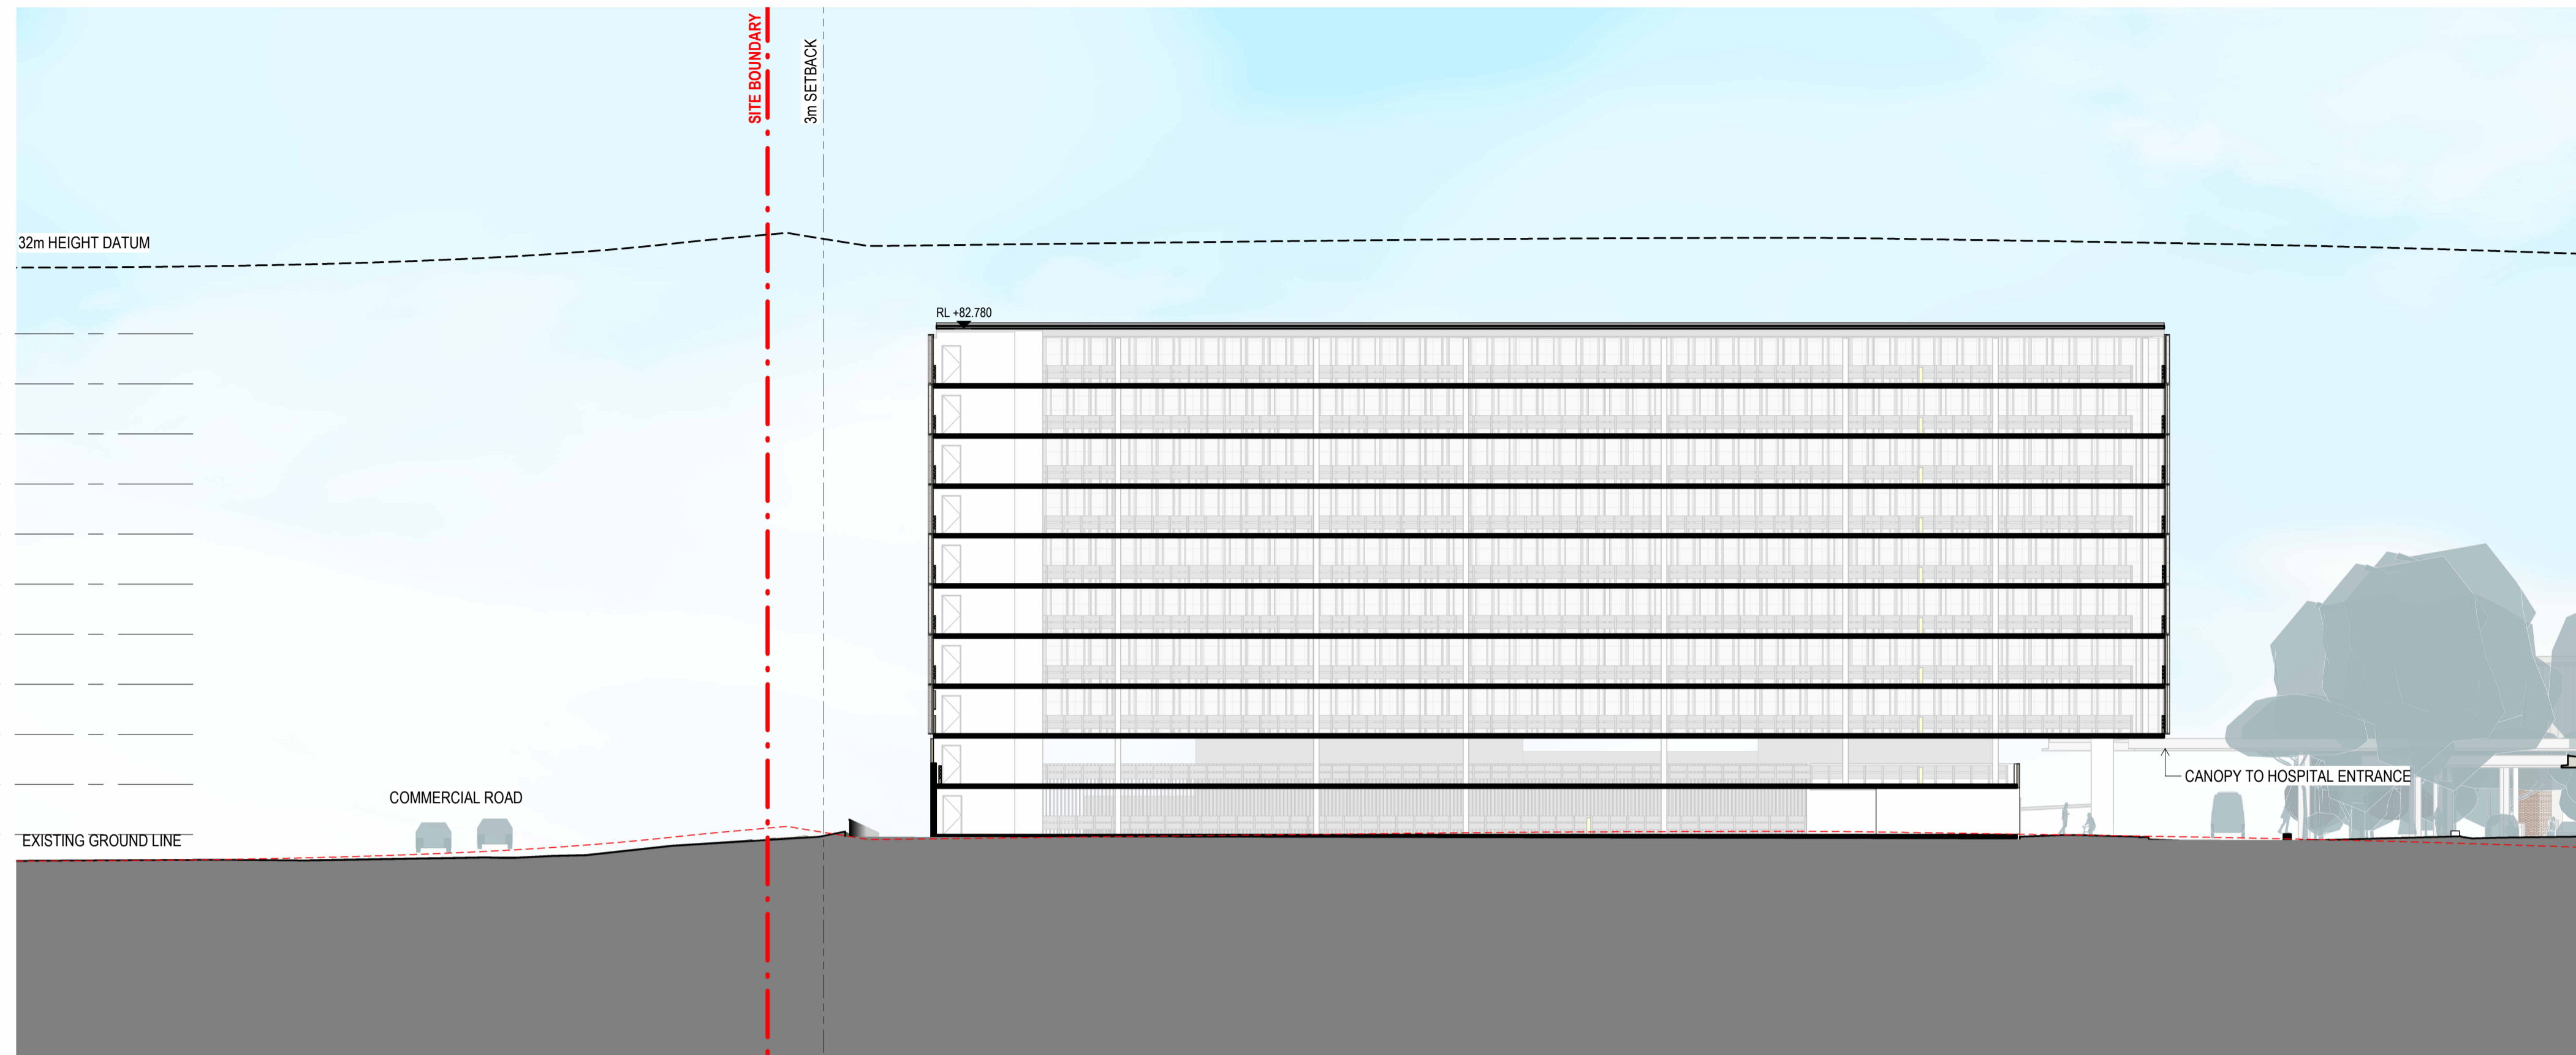 SITE BOUNDARY
3m SETBACK
32m HEIGHT DATUM
RL +82.780
CANOPY TO HOSPITAL ENTRANCE
COMMERCIAL ROAD
EXISTING GROUND LINE